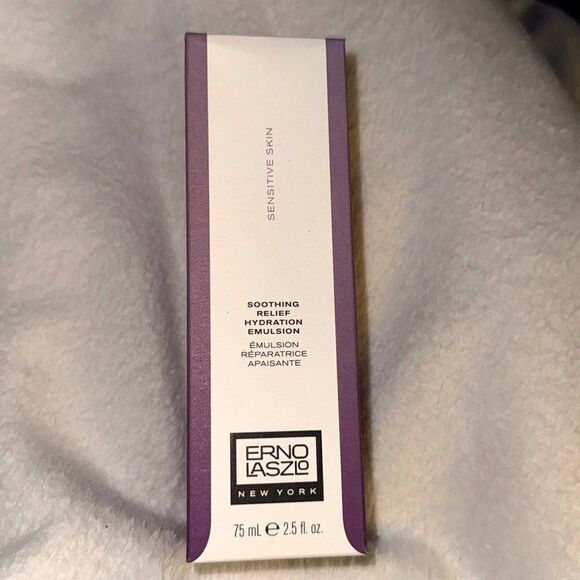 SENSITIVE SKIN
SOOTHING
RELIEF
HYDRATION
EMULSION
ÉMULSION
RÉPARATRICE
APAISANTE
ERNO
LASZLO
NEW YORK
75 mL ℮ 2.5 fl. oz.